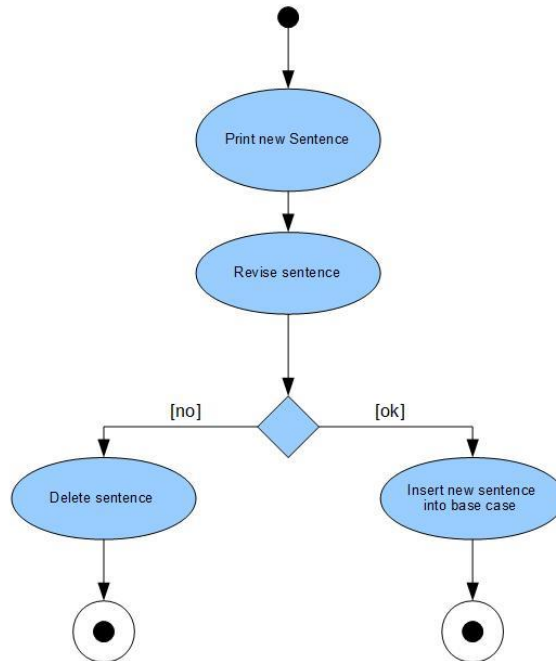 Print new Sentence
Revise sentence
[no]
[ok]
Delete sentence
Insert new sentence
into base case